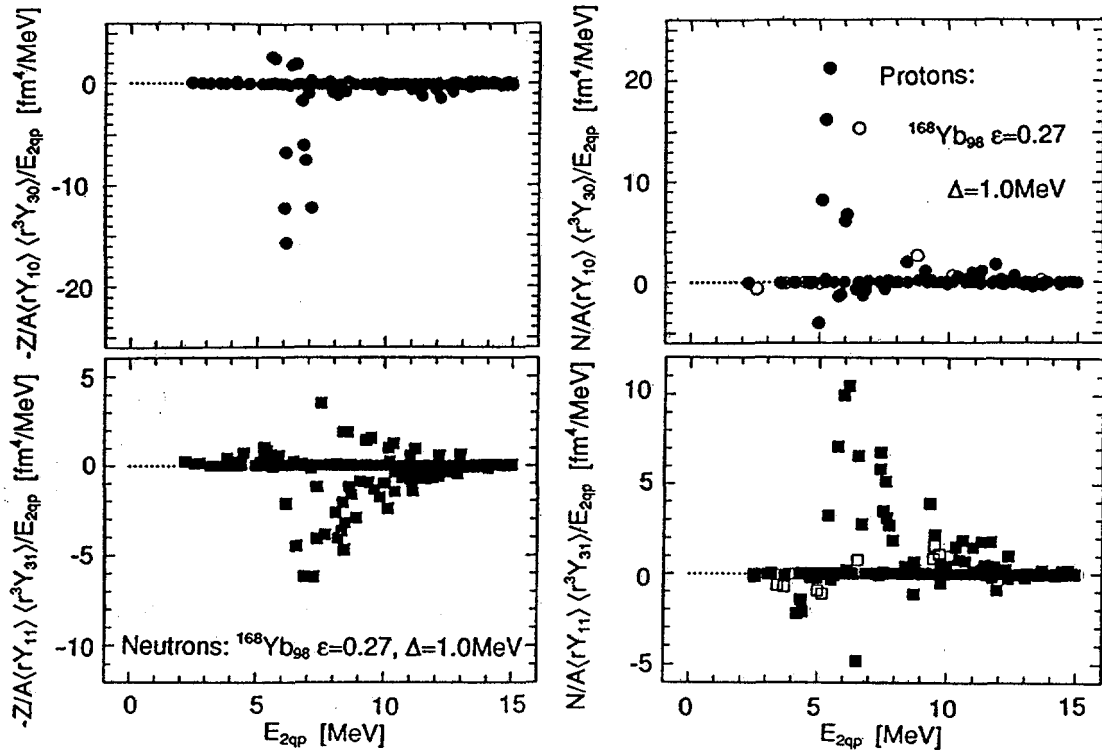 -Z/A⟨rY₁₀⟩ ⟨r³Y₃₀⟩/E₂qp [fm⁴/MeV]
0
-10
-20
N/A⟨rY₁₀⟩ ⟨r³Y₃₀⟩/E₂qp [fm⁴/MeV]
20
10
0
Protons:
¹⁶⁸Yb₉₈ ε=0.27
Δ=1.0MeV
-Z/A⟨rY₁₁⟩ ⟨r³Y₃₁⟩/E₂qp [fm⁴/MeV]
5
0
-5
-10
Neutrons: ¹⁶⁸Yb₉₈ ε=0.27, Δ=1.0MeV
0 5 10 15
E₂qp [MeV]
N/A⟨rY₁₁⟩ ⟨r³Y₃₁⟩/E₂qp [fm⁴/MeV]
10
5
0
-5
0 5 10 15
E₂qp [MeV]